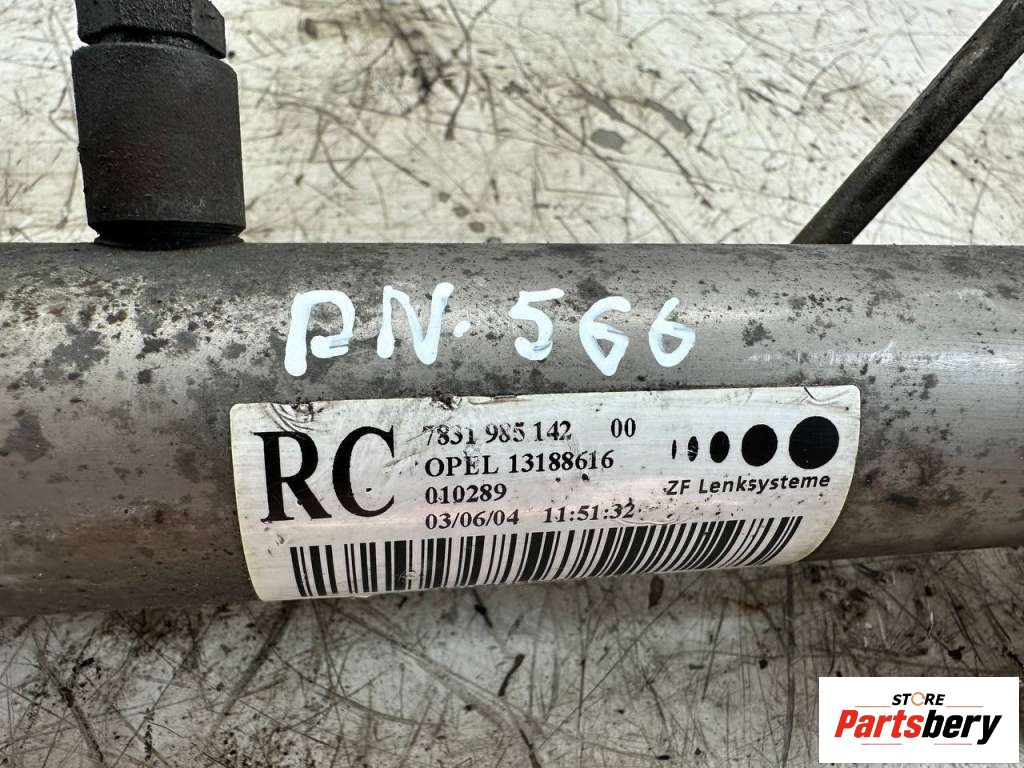 DN. 566
RC
7831 985 142 00
OPEL 13188616
010289
03/06/04 11:51:32
ZF Lenksysteme
STORE
Partsbery